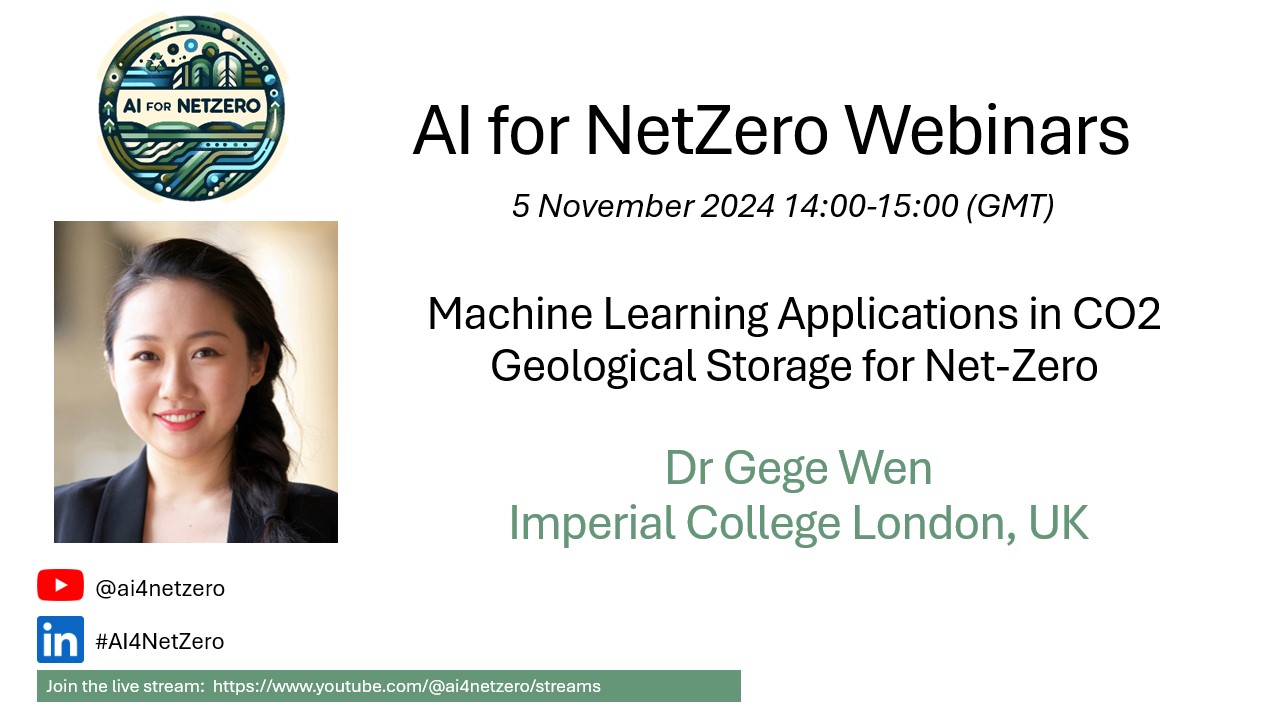 AI FOR NETZERO
AI for NetZero Webinars
5 November 2024 14:00-15:00 (GMT)
Machine Learning Applications in CO2
Geological Storage for Net-Zero
Dr Gege Wen
Imperial College London, UK
@ai4netzero
in
#AI4NetZero
Join the live stream: https://www.youtube.com/@ai4netzero/streams